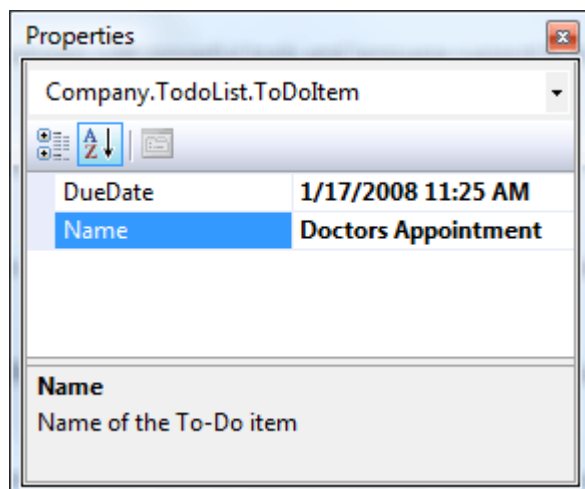 Properties
Company.TodoList.ToDoItem
A
Z
DueDate 1/17/2008 11:25 AM
Name Doctors Appointment
Name
Name of the To-Do item